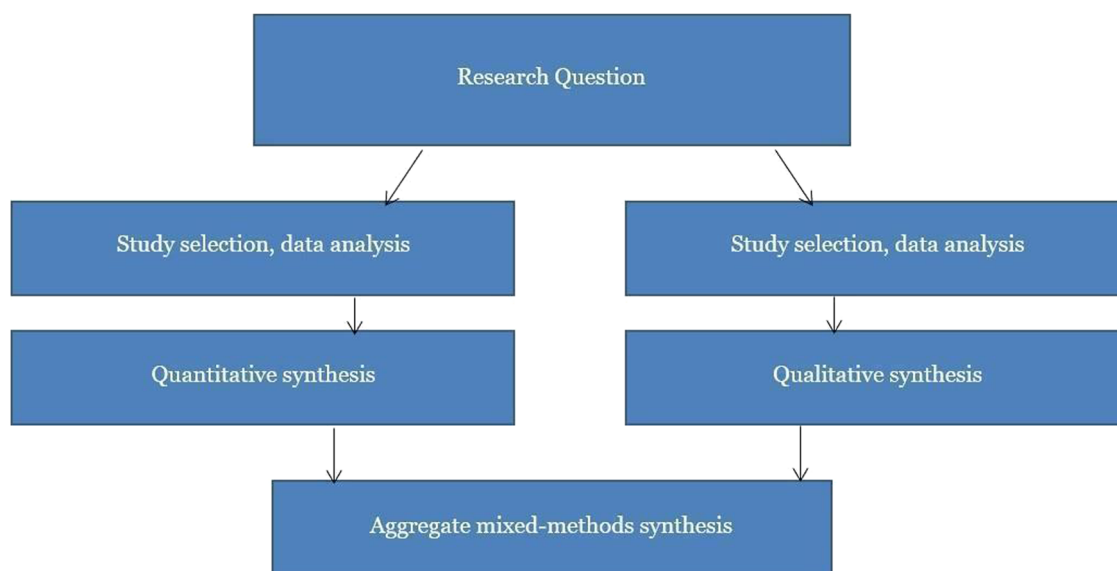 Research Question
Study selection, data analysis
Study selection, data analysis
Quantitative synthesis
Qualitative synthesis
Aggregate mixed-methods synthesis